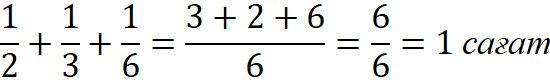 1/2 + 1/3 + 1/6 = (3 + 2 + 6)/6 = 6/6 = 1 сағат